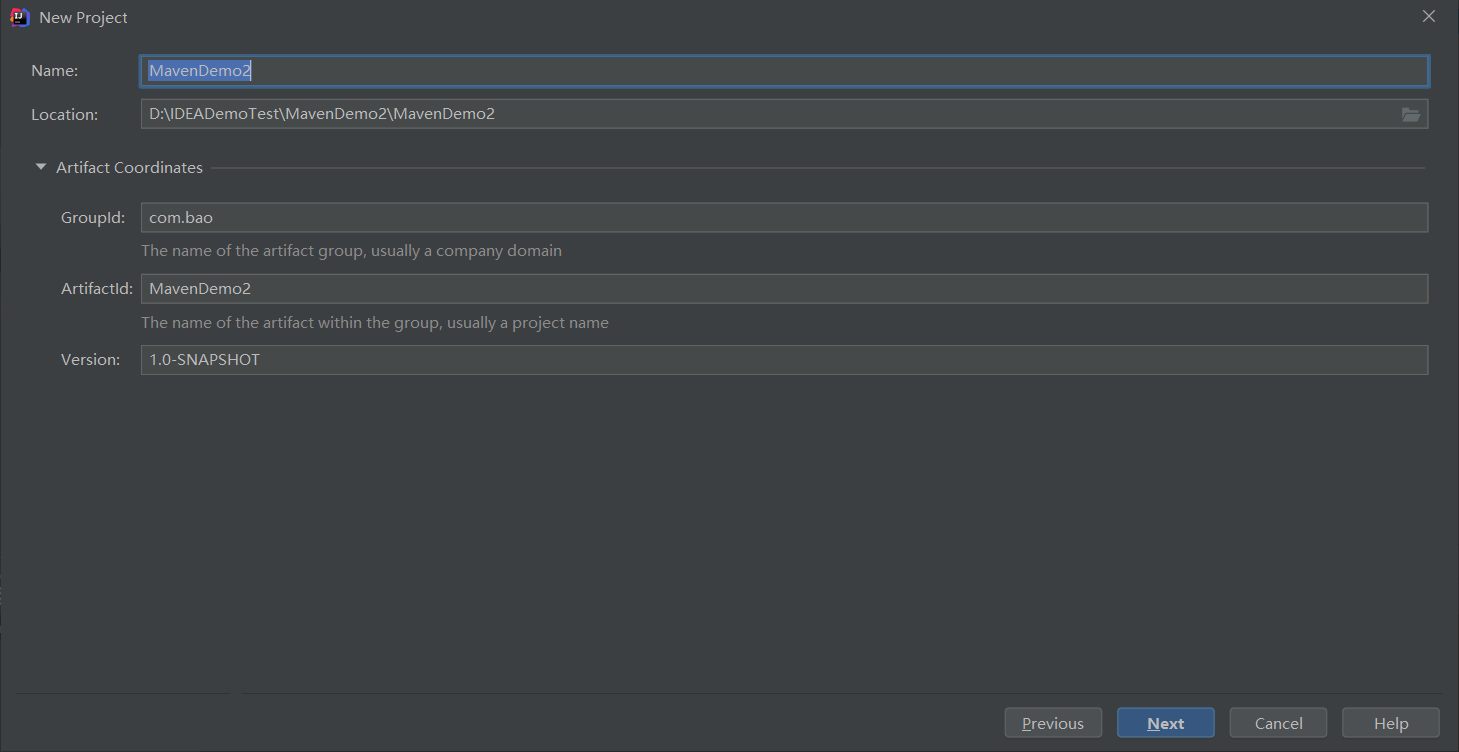 New Project
Name: MavenDemo2
Location: D:\IDEADemoTest\MavenDemo2\MavenDemo2
Artifact Coordinates
GroupId: com.bao
The name of the artifact group, usually a company domain
ArtifactId: MavenDemo2
The name of the artifact within the group, usually a project name
Version: 1.0-SNAPSHOT
Previous Next Cancel Help